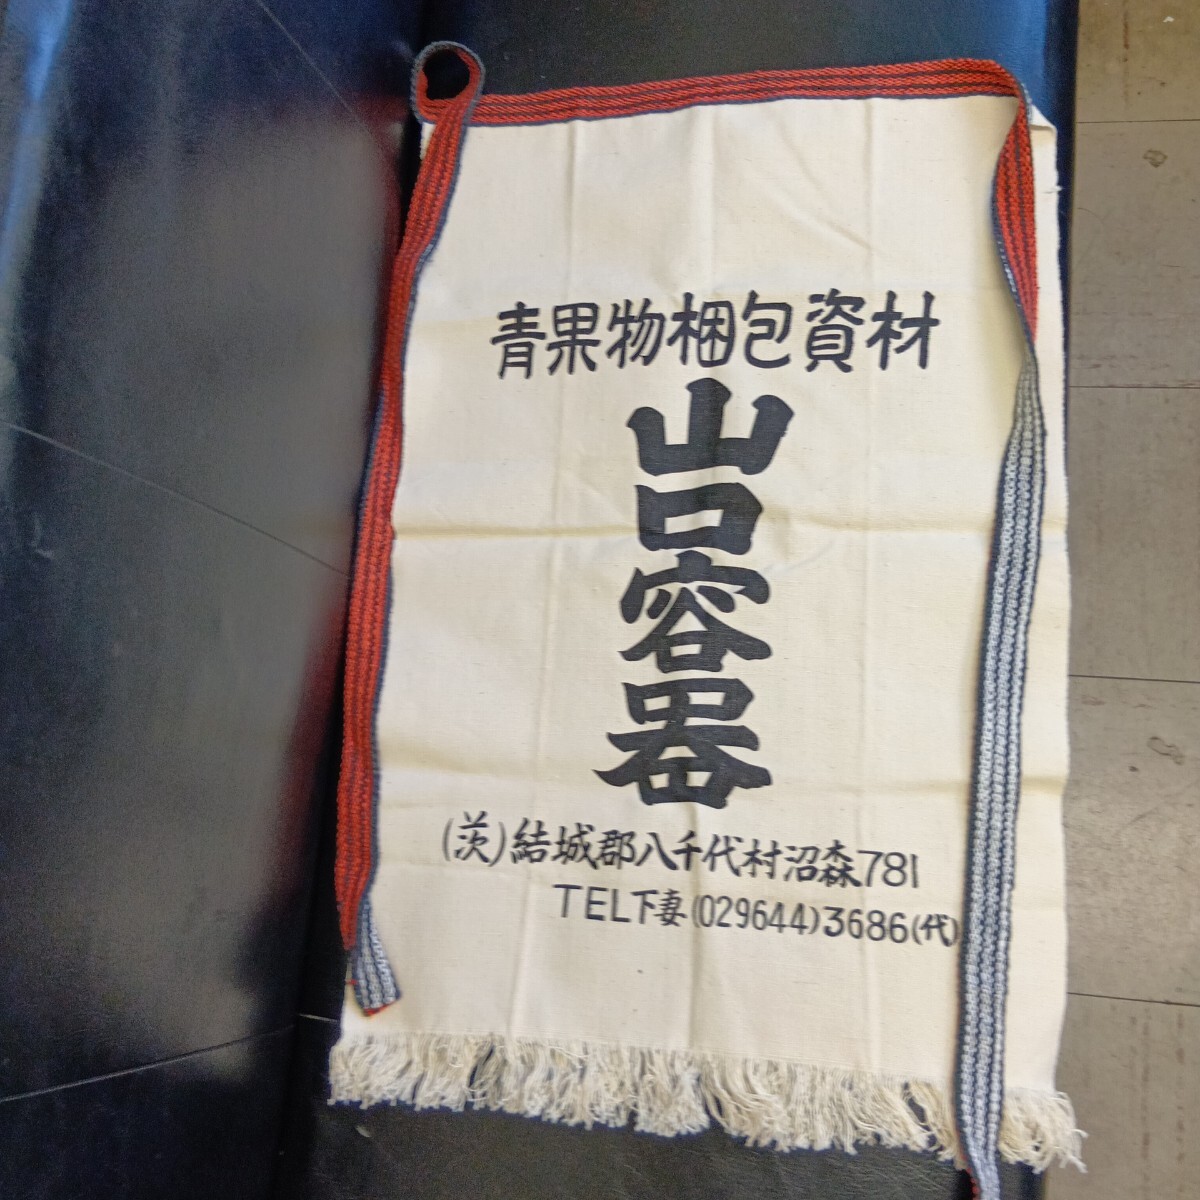 青果物梱包資材
山口容器
(茨)結城郡八千代村沼森781
TEL下妻(029644)3686(代)